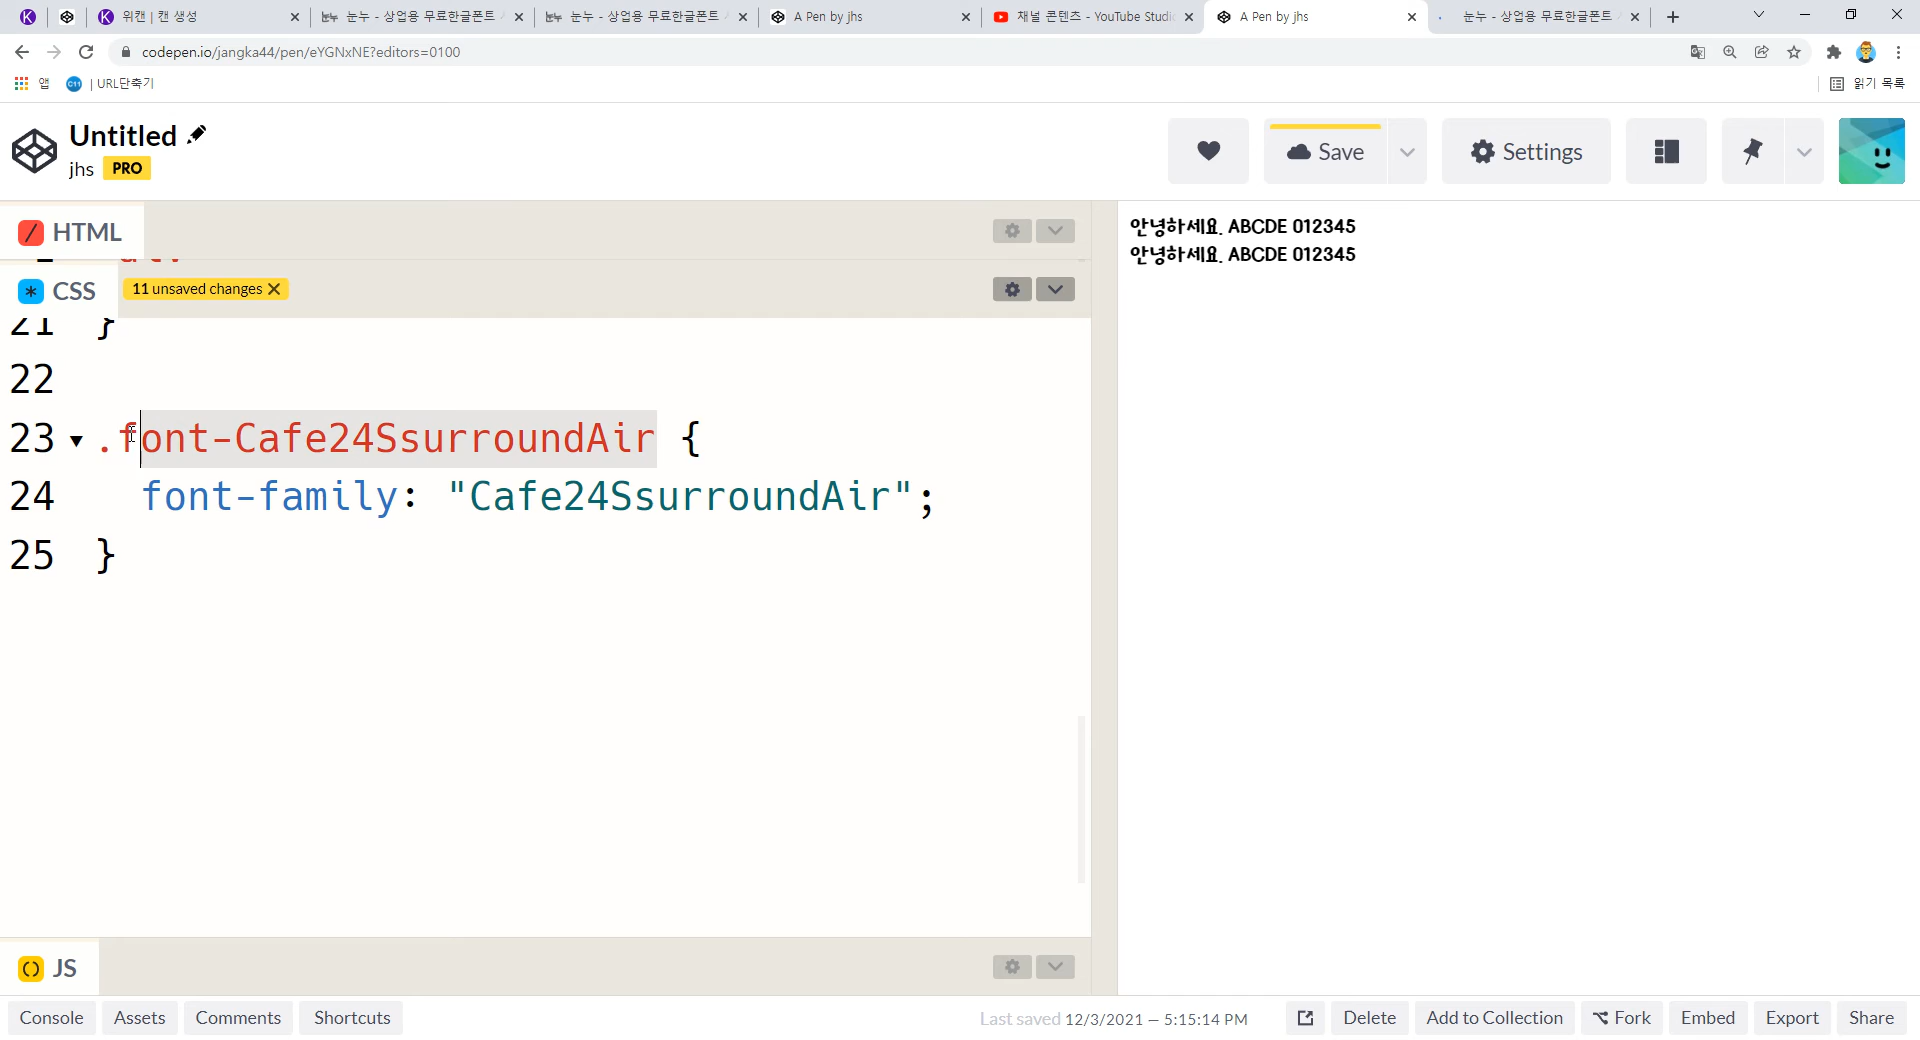 위캔 | 캔 생성
눈누 눈누 - 상업용 무료한글폰트
눈누 눈누 - 상업용 무료한글폰트
A Pen by jhs
채널 콘텐츠 - YouTube Studi
A Pen by jhs
눈누 - 상업용 무료한글폰트
codepen.io/jangka44/pen/eYGNxNE?editors=0100
앱
| URL단축기
읽기 목록
Untitled
jhs PRO
Save
Settings
HTML
CSS
11 unsaved changes
21 }
22
23 .font-Cafe24SsurroundAir {
24 font-family: "Cafe24SsurroundAir";
25 }
안녕하세요. ABCDE 012345
안녕하세요. ABCDE 012345
JS
Console Assets Comments Shortcuts
Last saved 12/3/2021 — 5:15:14 PM
Delete Add to Collection Fork Embed Export Share